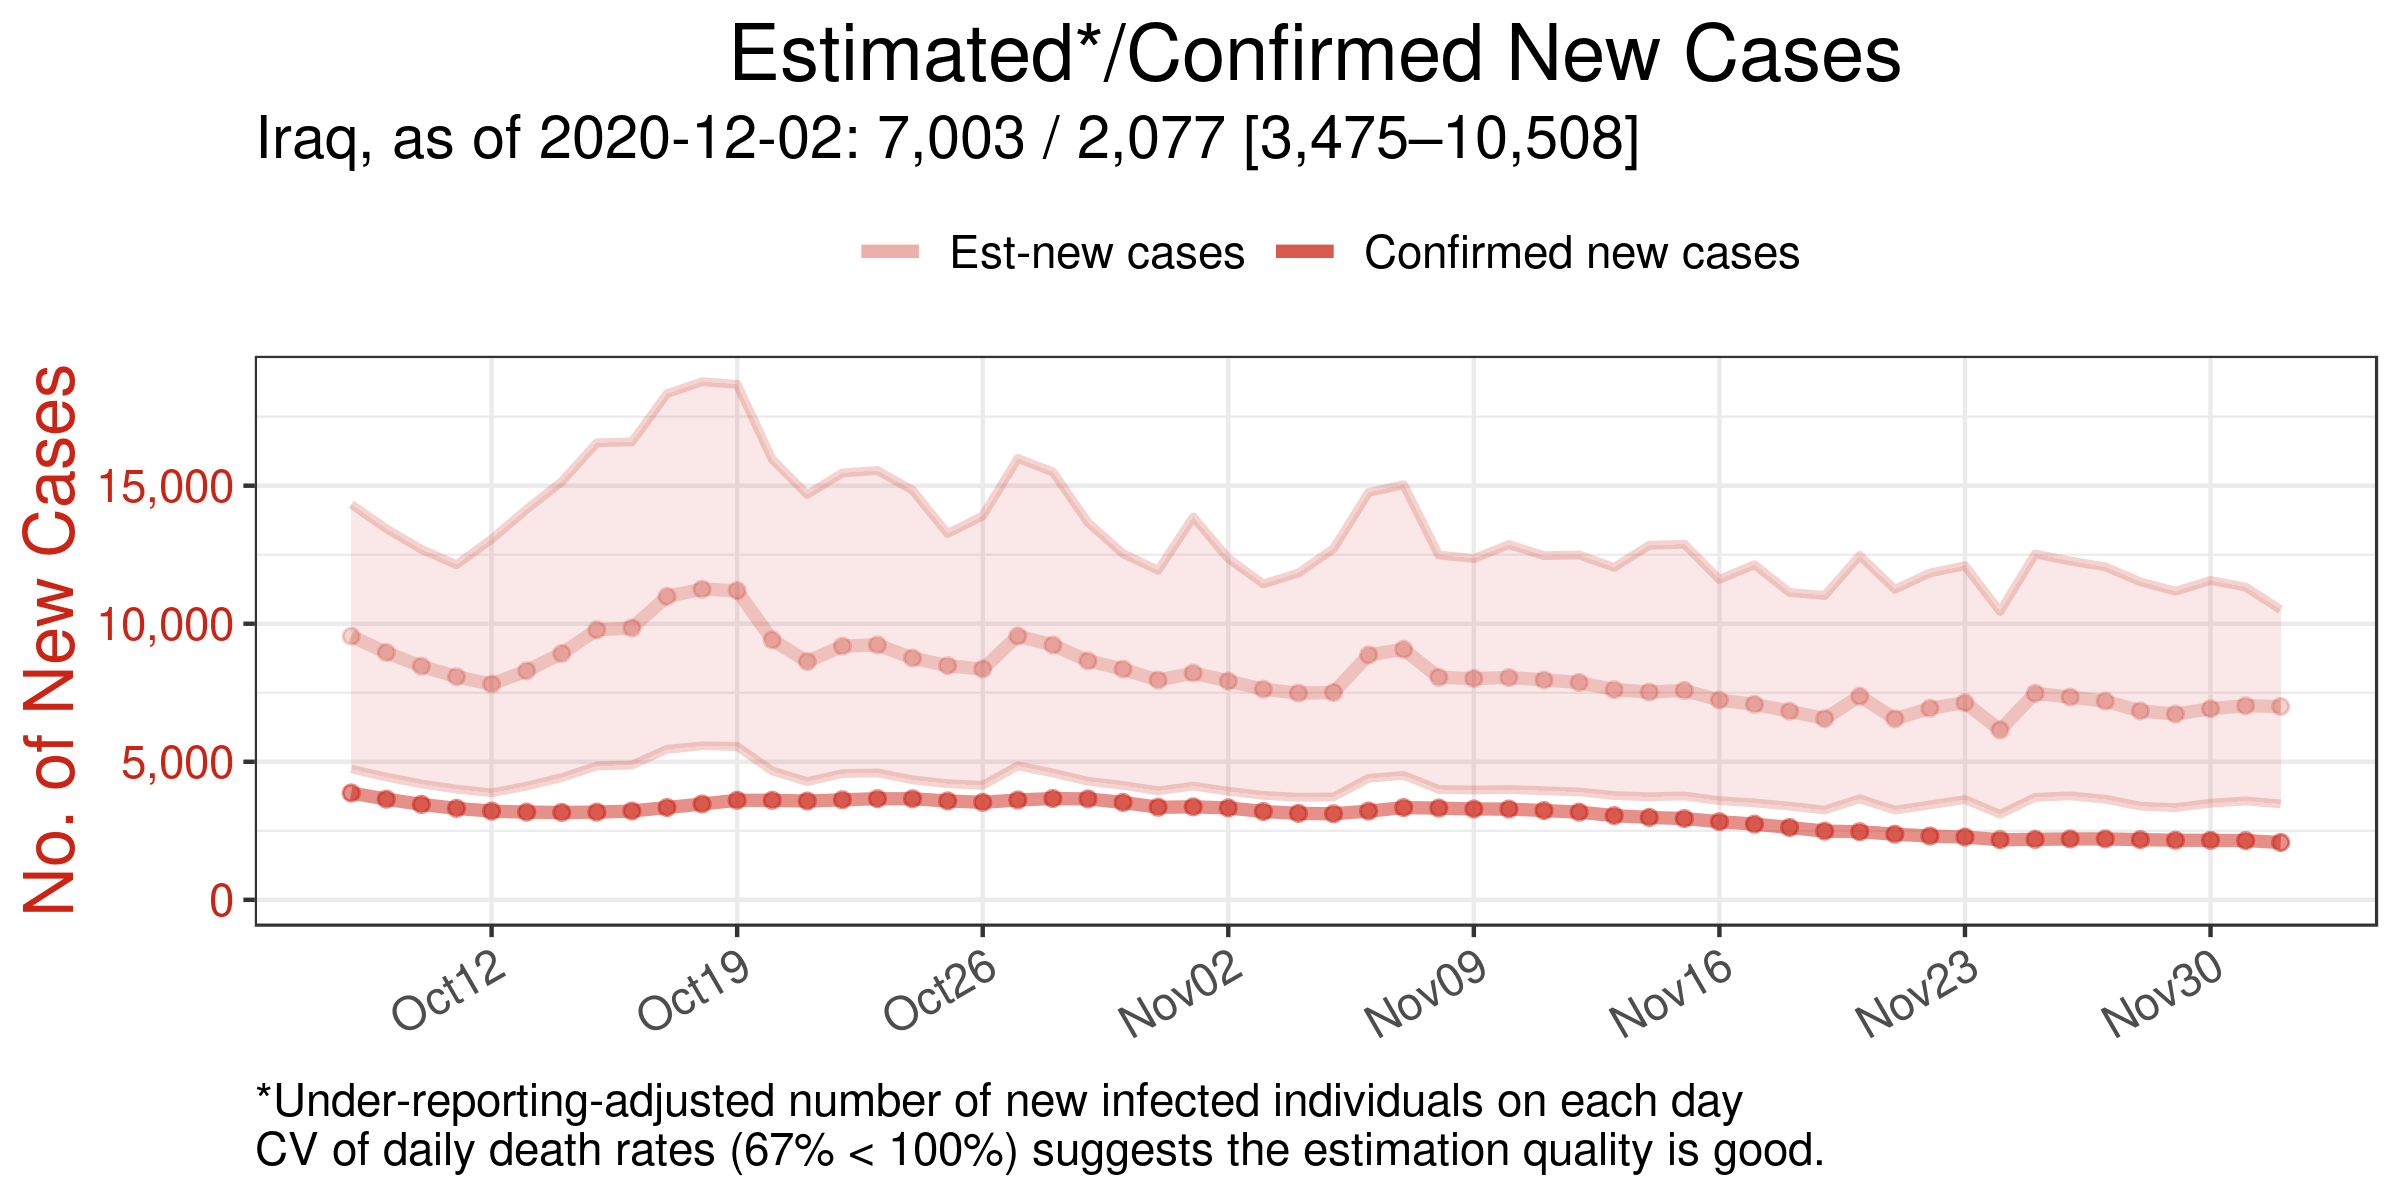 Estimated*/Confirmed New Cases
Iraq, as of 2020-12-02: 7,003 / 2,077 [3,475–10,508]
Est-new cases Confirmed new cases
No. of New Cases
15,000
10,000
5,000
0
Oct12 Oct19 Oct26 Nov02 Nov09 Nov16 Nov23 Nov30
*Under-reporting-adjusted number of new infected individuals on each day
CV of daily death rates (67% < 100%) suggests the estimation quality is good.